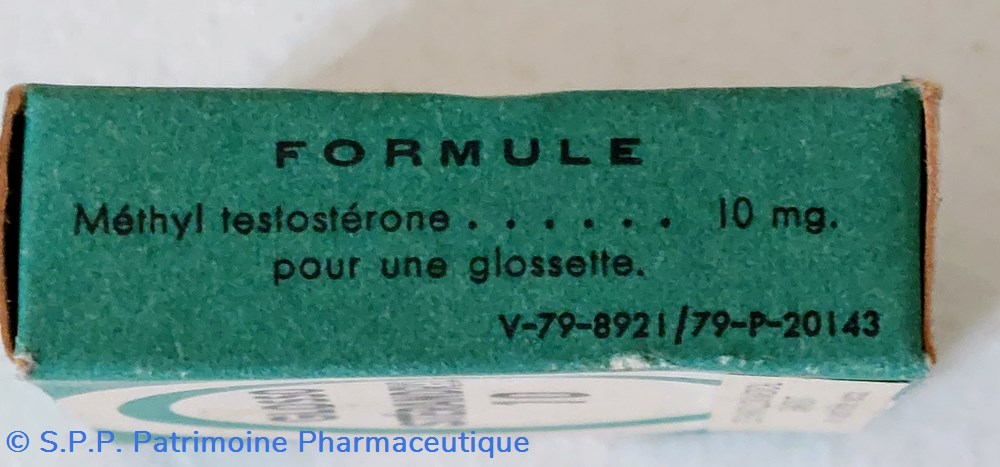 FORMULE
Méthyl testostérone . . . . . . 10 mg.
pour une glossette.
V-79-8921/79-P-20143
10
© S.P.P. Patrimoine Pharmaceutique